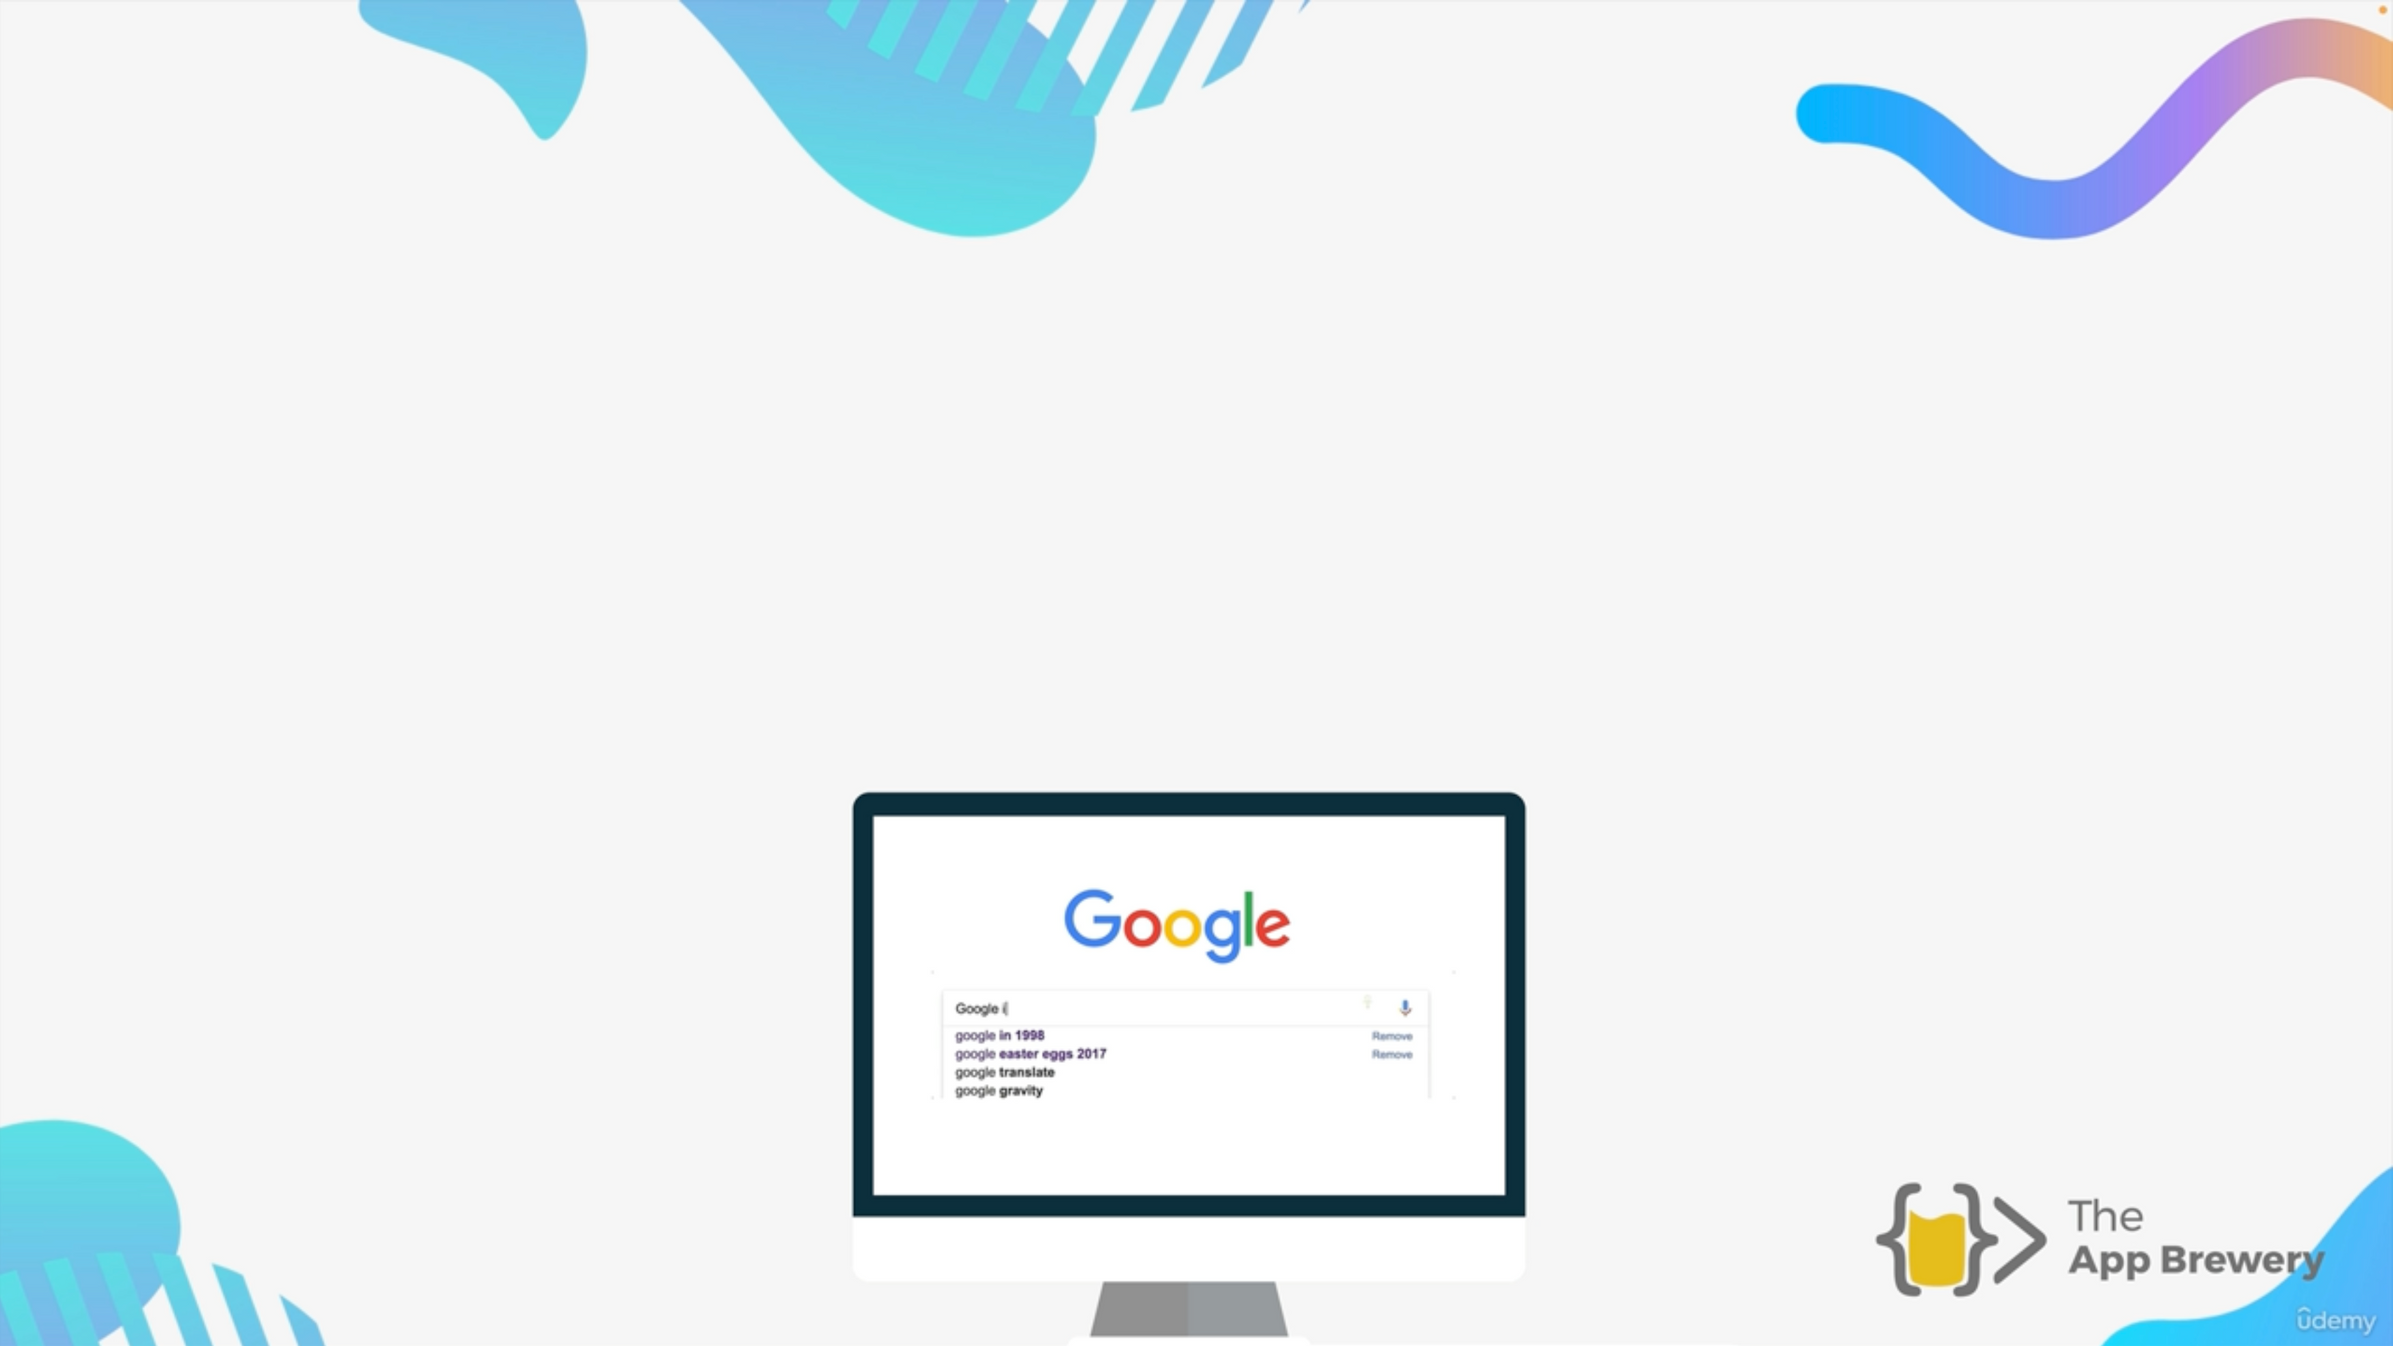 Google
Google i
google in 1998 Remove
google easter eggs 2017 Remove
google translate
google gravity
The
App Brewery
ûdemy